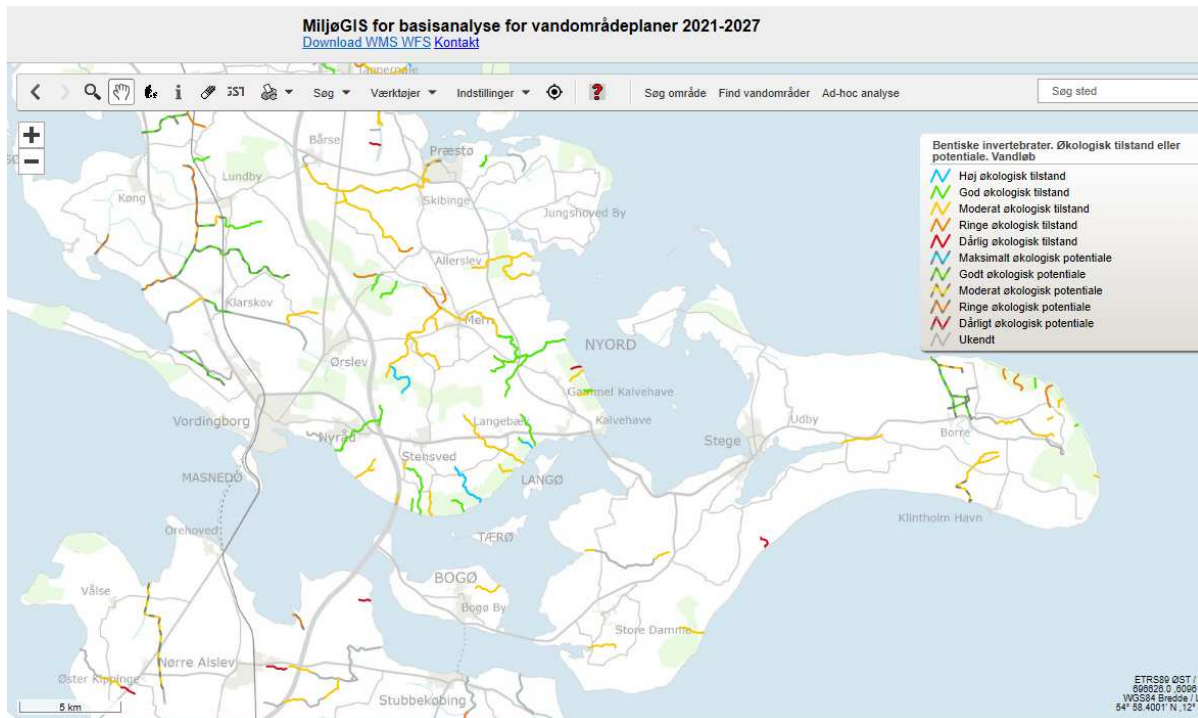 MiljøGIS for basisanalyse for vandområdeplaner 2021-2027
Download WMS WFS Kontakt
Søg Værktøjer Indstillinger ? Søg område Find vandområder Ad-hoc analyse Søg sted
+
−
Bentiske invertebrater. Økologisk tilstand eller
potentiale. Vandløb
Høj økologisk tilstand
God økologisk tilstand
Moderat økologisk tilstand
Ringe økologisk tilstand
Dårlig økologisk tilstand
Maksimalt økologisk potentiale
Godt økologisk potentiale
Moderat økologisk potentiale
Ringe økologisk potentiale
Dårligt økologisk potentiale
Ukendt
Bårse
Præstø
Lundby
Køng
Skibinge
Jungshoved By
Allerslev
Klarskov
Mern
NYORD
Ørslev
Gammel Kalvehave
Vordingborg
Langebæk
Kalvehave
Udby
Stege
Borre
Nyråd
Stensved
MASNEDØ
LANGØ
Klintholm Havn
Orehoved
TÆRØ
BOGØ
Vålse
Bogø By
Store Damme
Nørre Alslev
Øster Kippinge
Stubbekøbing
5 km
ETRS89 ØST /
WGS84 Bredde /
54° 58.4001' N ,12°